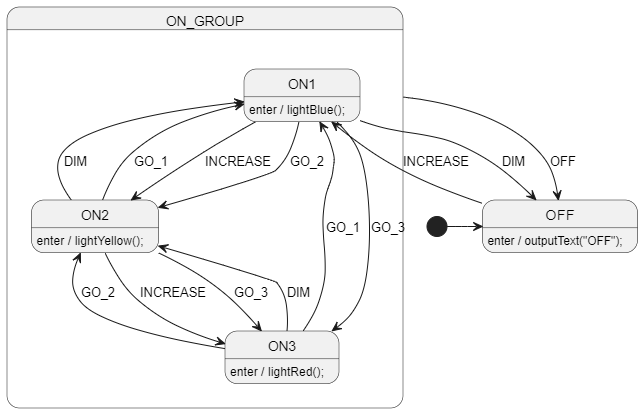 ON_GROUP
ON1
enter / lightBlue();
DIM
GO_1
INCREASE
GO_2
INCREASE
DIM
OFF
ON2
enter / lightYellow();
GO_1
GO_3
OFF
enter / outputText("OFF");
GO_2
INCREASE
GO_3
DIM
ON3
enter / lightRed();